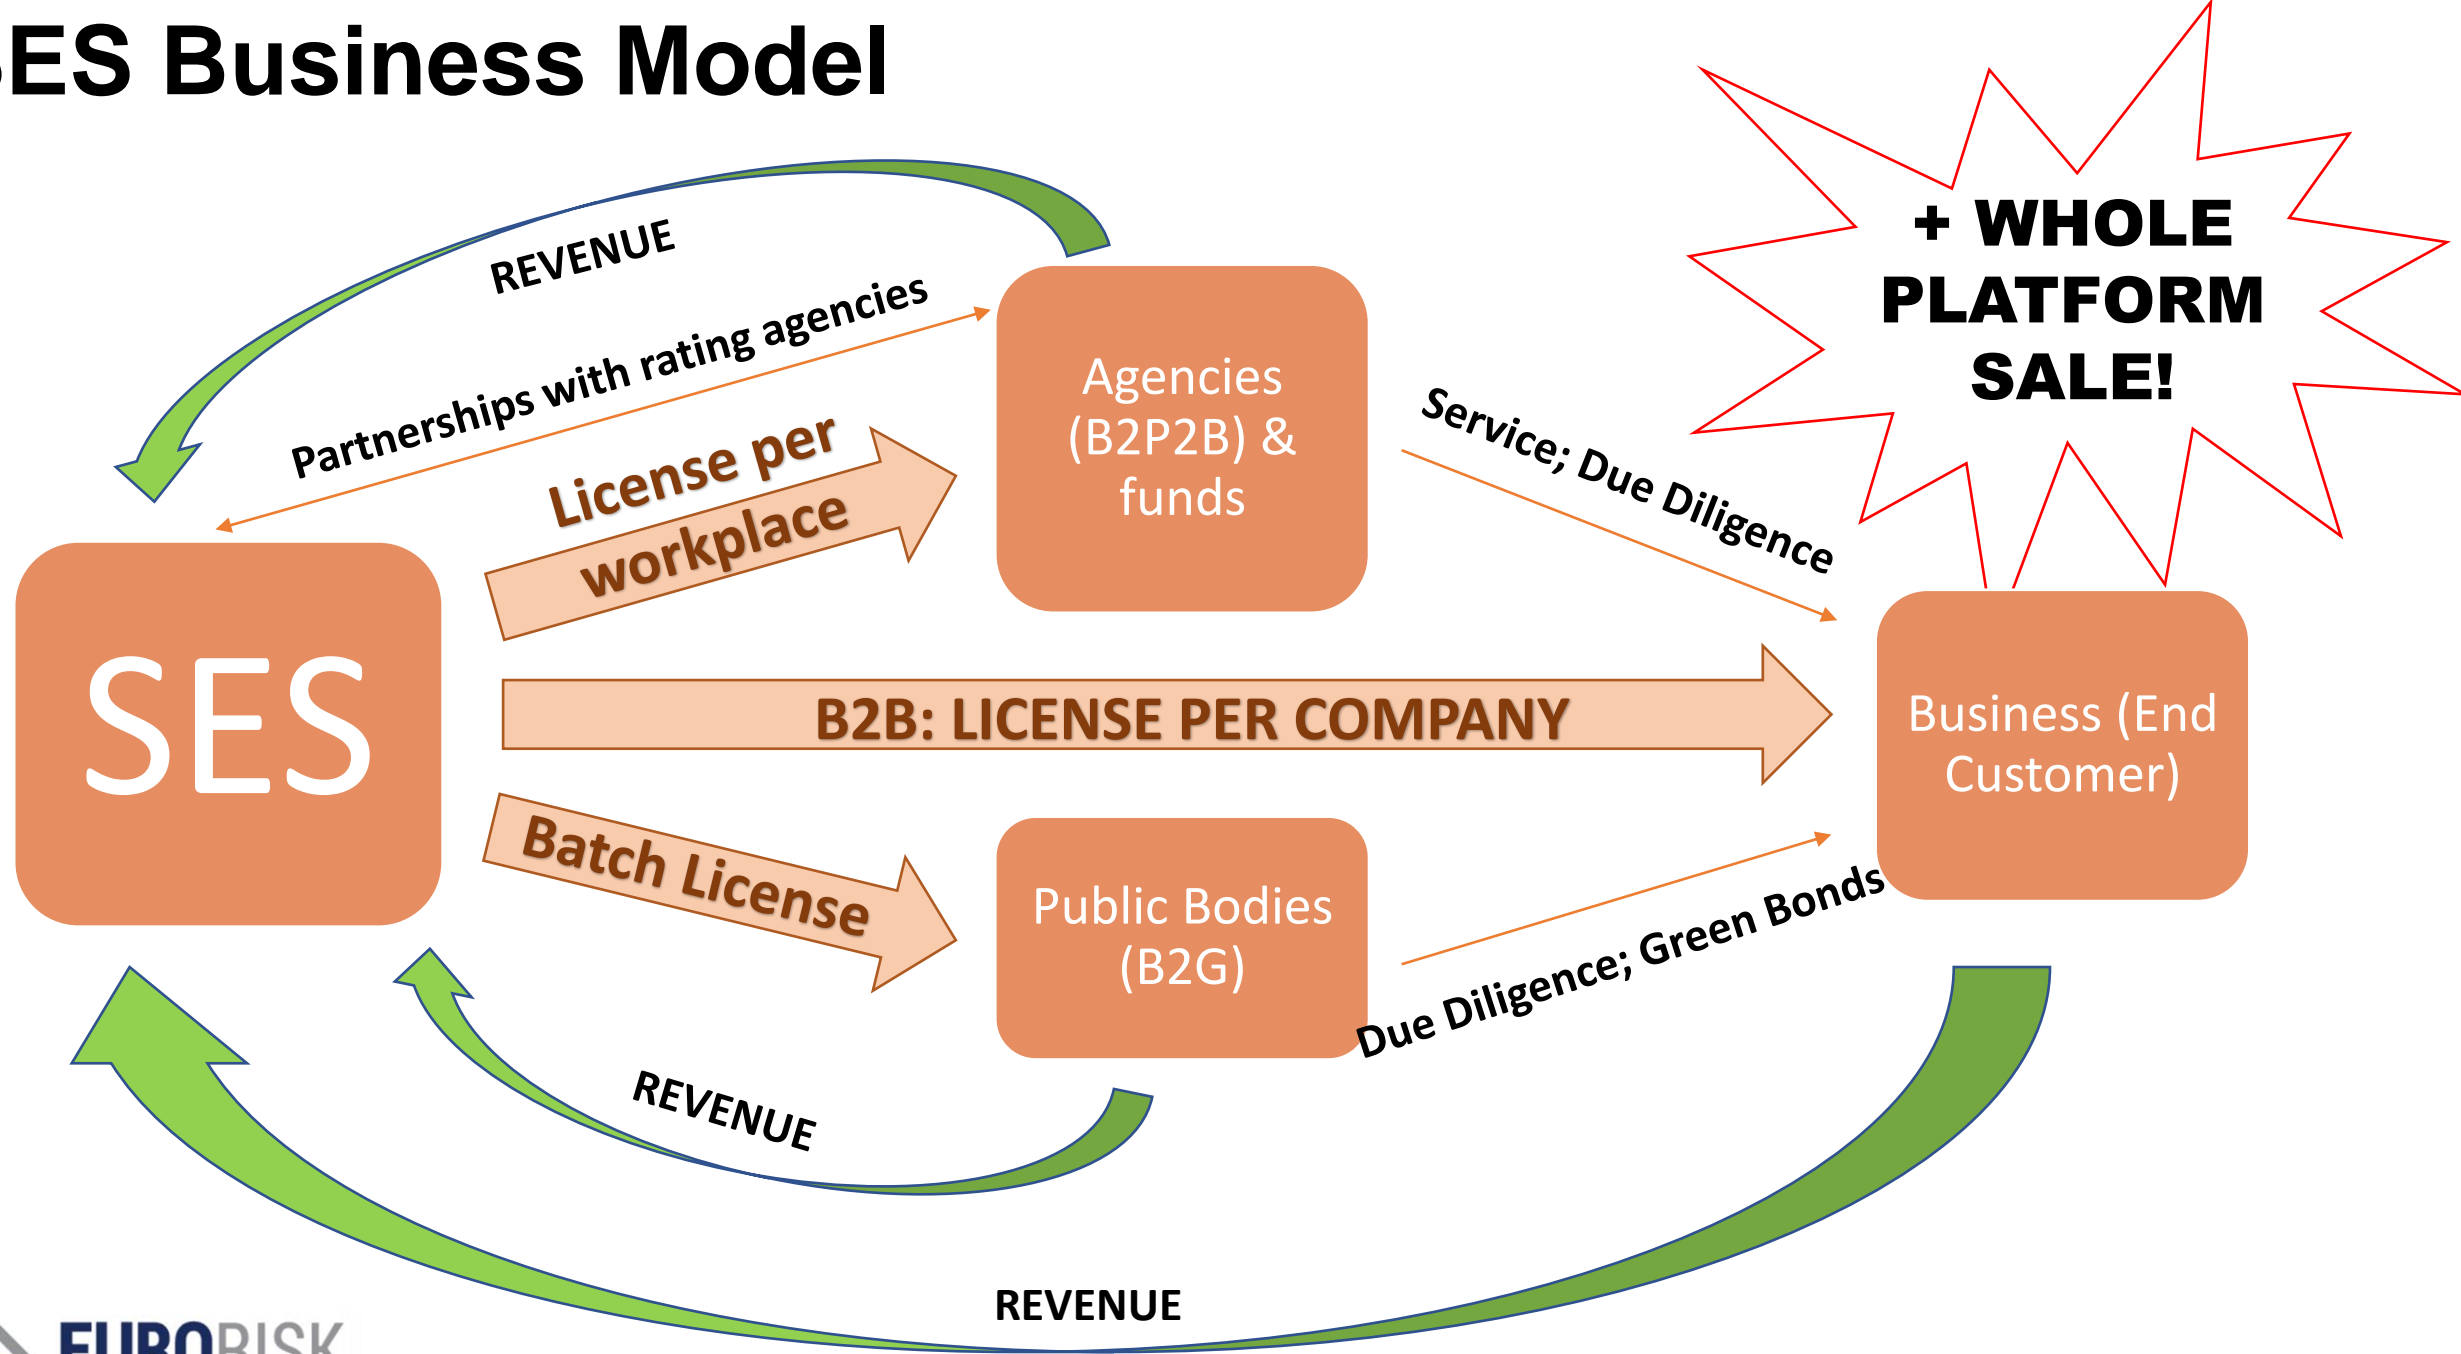 SES Business Model
+ WHOLE
PLATFORM
SALE!
REVENUE
Partnerships with rating agencies
License per
workplace
Agencies
(B2P2B) &
funds
Service; Due Diligence
SES
B2B: LICENSE PER COMPANY
Business (End
Customer)
Batch License
Public Bodies
(B2G)
Due Diligence; Green Bonds
REVENUE
REVENUE
EURORISK